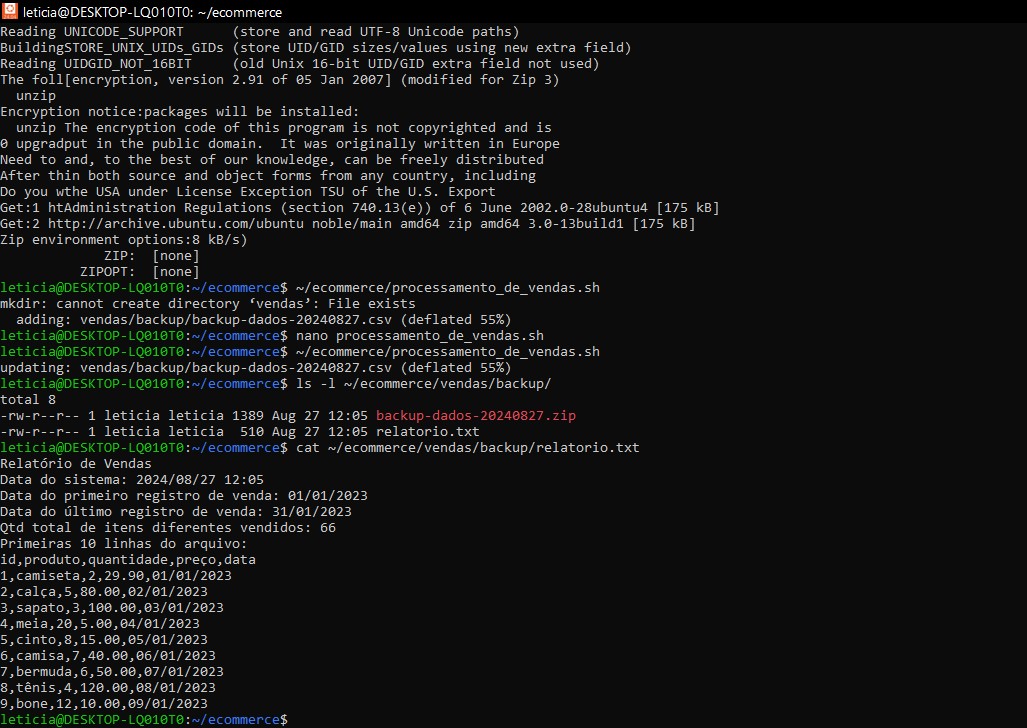 leticia@DESKTOP-LQ010T0: ~/ecommerce
Reading UNICODE_SUPPORT      (store and read UTF-8 Unicode paths)
BuildingSTORE_UNIX_UIDs_GIDs (store UID/GID sizes/values using new extra field)
Reading UIDGID_NOT_16BIT     (old Unix 16-bit UID/GID extra field not used)
The foll[encryption, version 2.91 of 05 Jan 2007] (modified for Zip 3)
  unzip
Encryption notice:packages will be installed:
  unzip The encryption code of this program is not copyrighted and is
0 upgradput in the public domain.  It was originally written in Europe
Need to and, to the best of our knowledge, can be freely distributed
After thin both source and object forms from any country, including
Do you wthe USA under License Exception TSU of the U.S. Export
Get:1 htAdministration Regulations (section 740.13(e)) of 6 June 2002.0-28ubuntu4 [175 kB]
Get:2 http://archive.ubuntu.com/ubuntu noble/main amd64 zip amd64 3.0-13build1 [175 kB]
Zip environment options:8 kB/s)
             ZIP:  [none]
          ZIPOPT:  [none]
leticia@DESKTOP-LQ010T0:~/ecommerce$ ~/ecommerce/processamento_de_vendas.sh
mkdir: cannot create directory ‘vendas’: File exists
  adding: vendas/backup/backup-dados-20240827.csv (deflated 55%)
leticia@DESKTOP-LQ010T0:~/ecommerce$ nano processamento_de_vendas.sh
leticia@DESKTOP-LQ010T0:~/ecommerce$ ~/ecommerce/processamento_de_vendas.sh
updating: vendas/backup/backup-dados-20240827.csv (deflated 55%)
leticia@DESKTOP-LQ010T0:~/ecommerce$ ls -l ~/ecommerce/vendas/backup/
total 8
-rw-r--r-- 1 leticia leticia 1389 Aug 27 12:05 backup-dados-20240827.zip
-rw-r--r-- 1 leticia leticia  510 Aug 27 12:05 relatorio.txt
leticia@DESKTOP-LQ010T0:~/ecommerce$ cat ~/ecommerce/vendas/backup/relatorio.txt
Relatório de Vendas
Data do sistema: 2024/08/27 12:05
Data do primeiro registro de venda: 01/01/2023
Data do último registro de venda: 31/01/2023
Qtd total de itens diferentes vendidos: 66
Primeiras 10 linhas do arquivo:
id,produto,quantidade,preço,data
1,camiseta,2,29.90,01/01/2023
2,calça,5,80.00,02/01/2023
3,sapato,3,100.00,03/01/2023
4,meia,20,5.00,04/01/2023
5,cinto,8,15.00,05/01/2023
6,camisa,7,40.00,06/01/2023
7,bermuda,6,50.00,07/01/2023
8,tênis,4,120.00,08/01/2023
9,bone,12,10.00,09/01/2023
leticia@DESKTOP-LQ010T0:~/ecommerce$